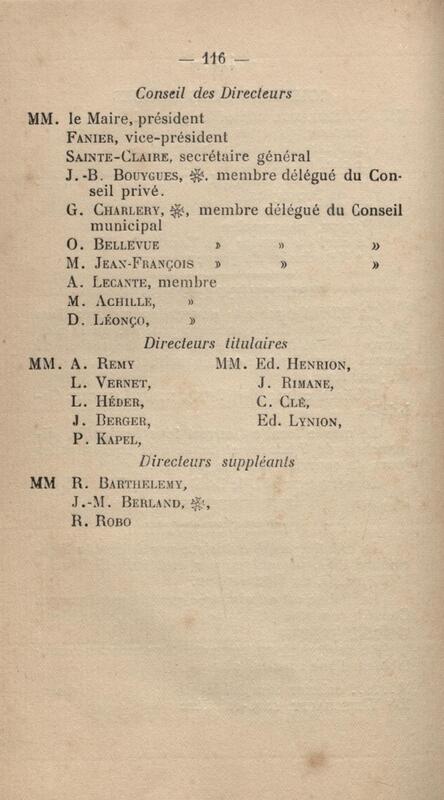 — 116 —
Conseil des Directeurs
MM. le Maire, président
FANIER, vice-président
SAINTE-CLAIRE, secrétaire général
J.-B. BOUYGUES, ❋. membre délégué du Con-
seil privé.
G. CHARLERY, ❋, membre délégué du Conseil
municipal
O. BELLEVUE » » »
M. JEAN-FRANÇOIS » » »
A. LECANTE, membre
M. ACHILLE, »
D. LÉONÇO, »
Directeurs titulaires
MM. A. REMY MM. Ed. HENRION,
L. VERNET, J. RIMANE,
L. HÉDER, C. CLÉ,
J. BERGER, Ed. LYNION,
P. KAPEL,
Directeurs suppléants
MM R. BARTHELEMY,
J.-M. BERLAND, ❋,
R. ROBO